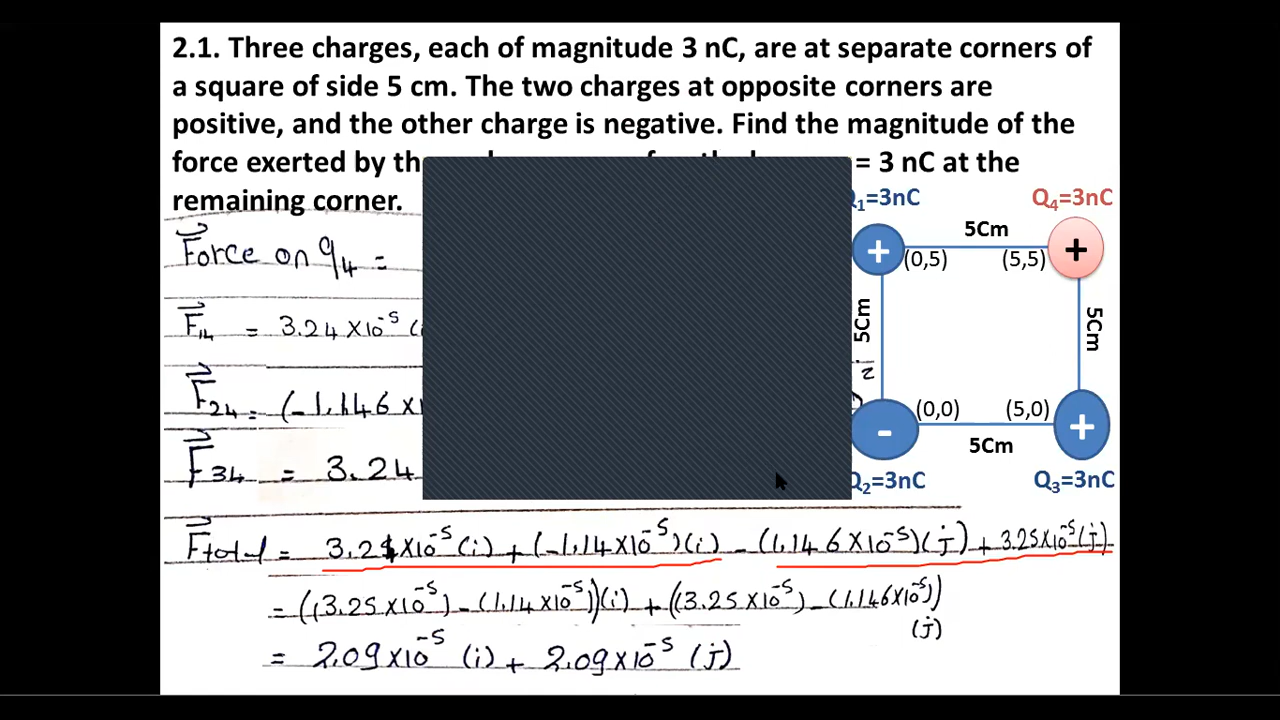 2.1. Three charges, each of magnitude 3 nC, are at separate corners of
a square of side 5 cm. The two charges at opposite corners are
positive, and the other charge is negative. Find the magnitude of the
force exerted by = 3 nC at the
remaining corner.
Q₁=3nC Q₄=3nC
5Cm
+ +
(0,5) (5,5)
Force on q₄ =
F₁₄ = 3.24 X10⁻⁵ (i
5Cm 5Cm
F₂₄ = (-1.146 X1
(0,0) (5,0)
- +
5Cm
F₃₄ = 3.24
Q₂=3nC Q₃=3nC
Ftotal = 3.24X10⁻⁵ (i) + (-1.14X10⁻⁵)(i) - (1.146X10⁻⁵)(j) + 3.25X10⁻⁵(j)
= ((3.25X10⁻⁵) - (1.14X10⁻⁵))(i) + ((3.25X10⁻⁵) - (1.146X10⁻⁵))
(j)
= 2.09X10⁻⁵ (i) + 2.09X10⁻⁵ (j)